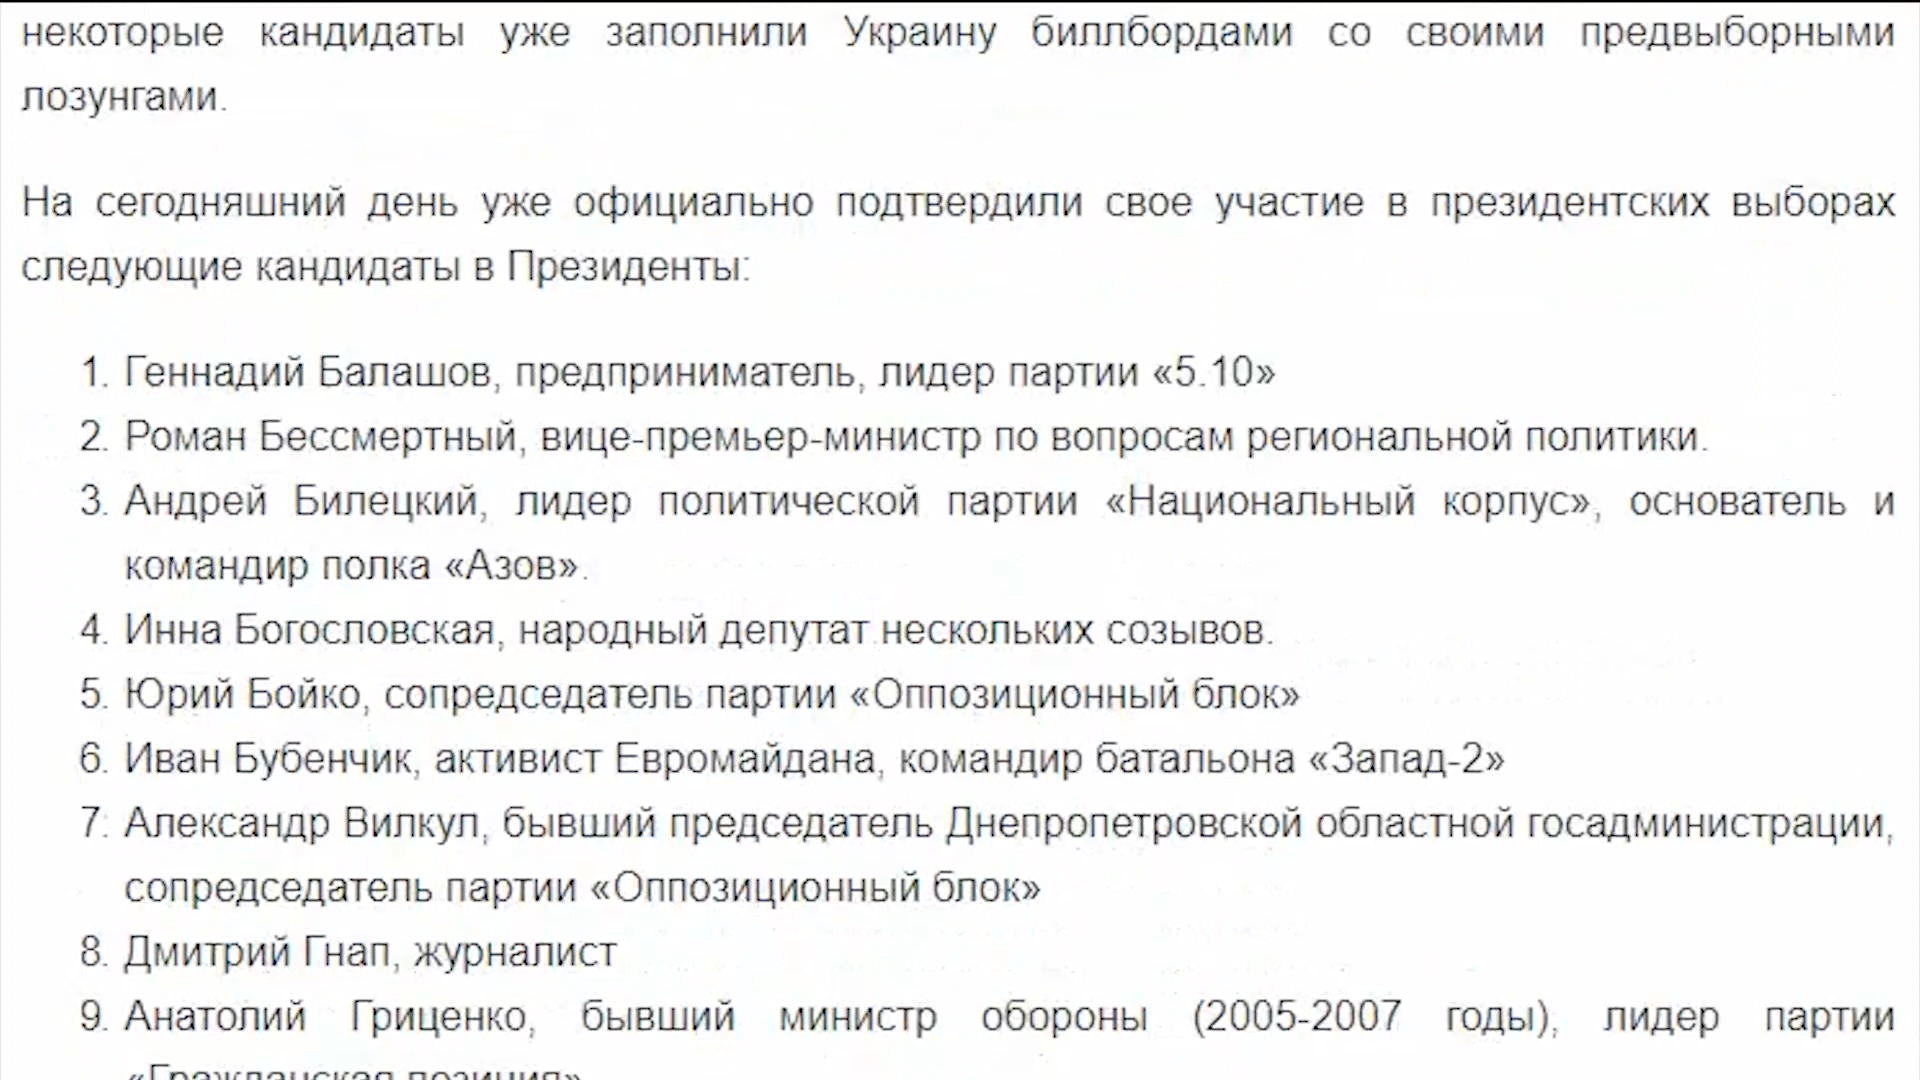 некоторые кандидаты уже заполнили Украину биллбордами со своими предвыборными
лозунгами.
На сегодняшний день уже официально подтвердили свое участие в президентских выборах
следующие кандидаты в Президенты:
1. Геннадий Балашов, предприниматель, лидер партии «5.10»
2. Роман Бессмертный, вице-премьер-министр по вопросам региональной политики.
3. Андрей Билецкий, лидер политической партии «Национальный корпус», основатель и
командир полка «Азов».
4. Инна Богословская, народный депутат нескольких созывов.
5. Юрий Бойко, сопредседатель партии «Оппозиционный блок»
6. Иван Бубенчик, активист Евромайдана, командир батальона «Запад-2»
7. Александр Вилкул, бывший председатель Днепропетровской областной госадминистрации,
сопредседатель партии «Оппозиционный блок»
8. Дмитрий Гнап, журналист
9. Анатолий Гриценко, бывший министр обороны (2005-2007 годы), лидер партии
«Гражданская позиция»